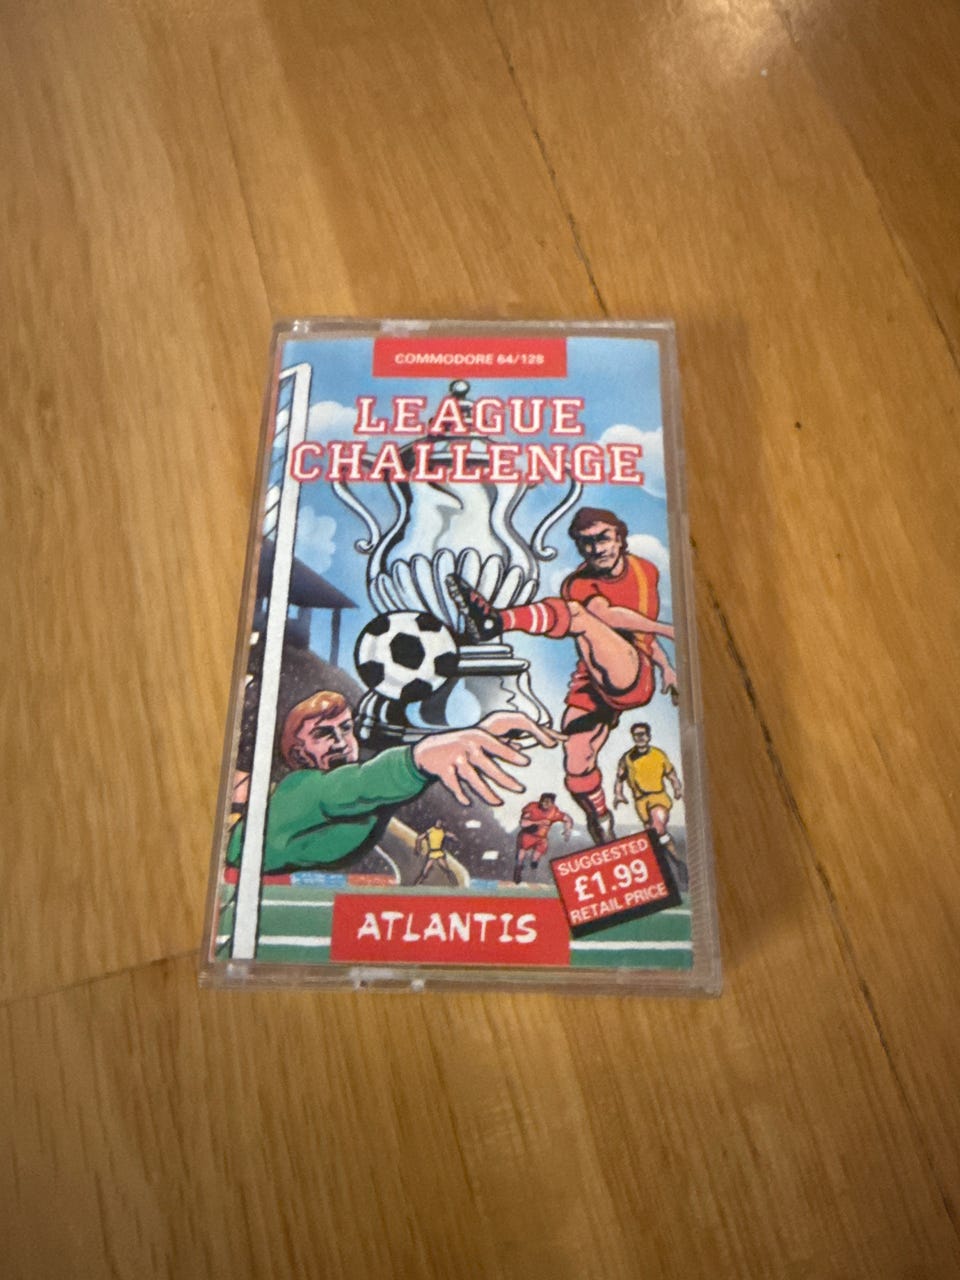 COMMODORE 64/128
LEAGUE
CHALLENGE
SUGGESTED
£1.99
RETAIL PRICE
ATLANTIS